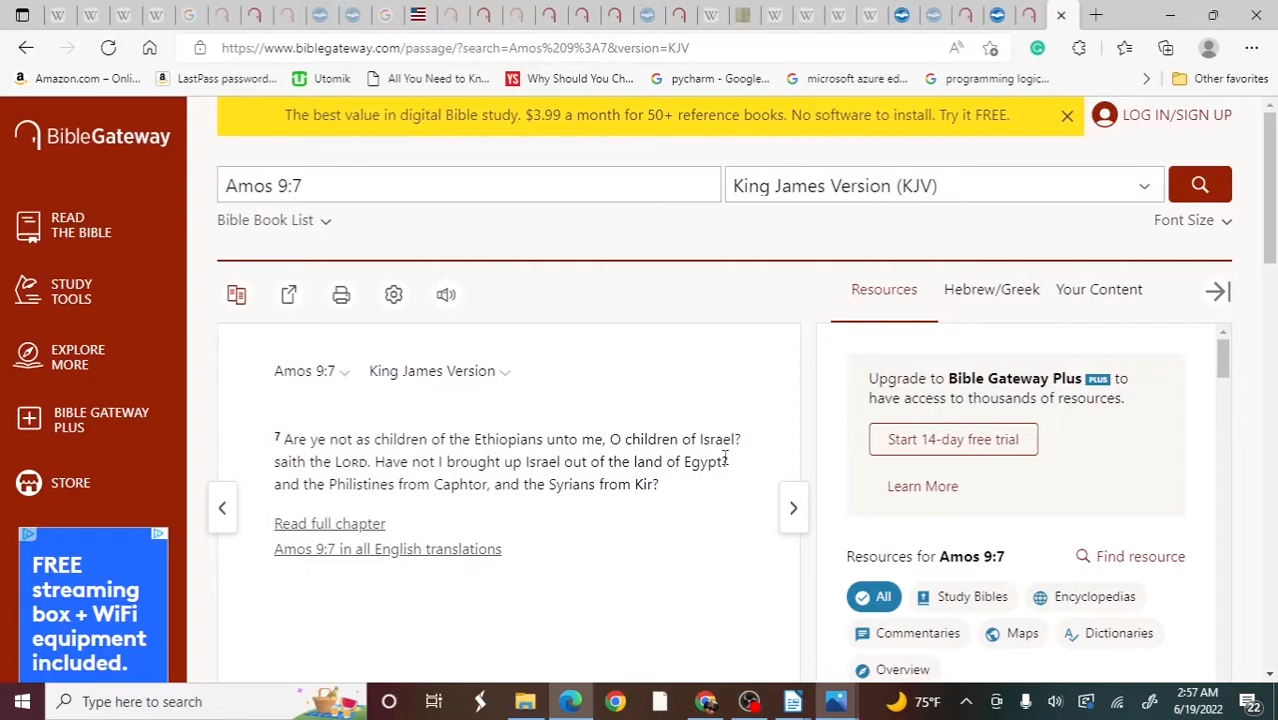 https://www.biblegateway.com/passage/?search=Amos%209%3A7&version=KJV
Amazon.com – Onli...
LastPass password...
Utomik
All You Need to Kn...
Why Should You Ch...
pycharm - Google...
microsoft azure ed...
programming logic...
Other favorites
The best value in digital Bible study. $3.99 a month for 50+ reference books. No software to install. Try it FREE.
LOG IN/SIGN UP
BibleGateway
Amos 9:7
King James Version (KJV)
Bible Book List
Font Size
READ
THE BIBLE
STUDY
TOOLS
EXPLORE
MORE
BIBLE GATEWAY
PLUS
STORE
Resources
Hebrew/Greek
Your Content
Amos 9:7
King James Version
7 Are ye not as children of the Ethiopians unto me, O children of Israel?
saith the LORD. Have not I brought up Israel out of the land of Egypt?
and the Philistines from Caphtor, and the Syrians from Kir?
Read full chapter
Amos 9:7 in all English translations
Upgrade to Bible Gateway Plus PLUS to
have access to thousands of resources.
Start 14-day free trial
Learn More
Resources for Amos 9:7
Find resource
All
Study Bibles
Encyclopedias
Commentaries
Maps
Dictionaries
Overview
FREE
streaming
box + WiFi
equipment
included.
Type here to search
75°F
2:57 AM
6/19/2022
22